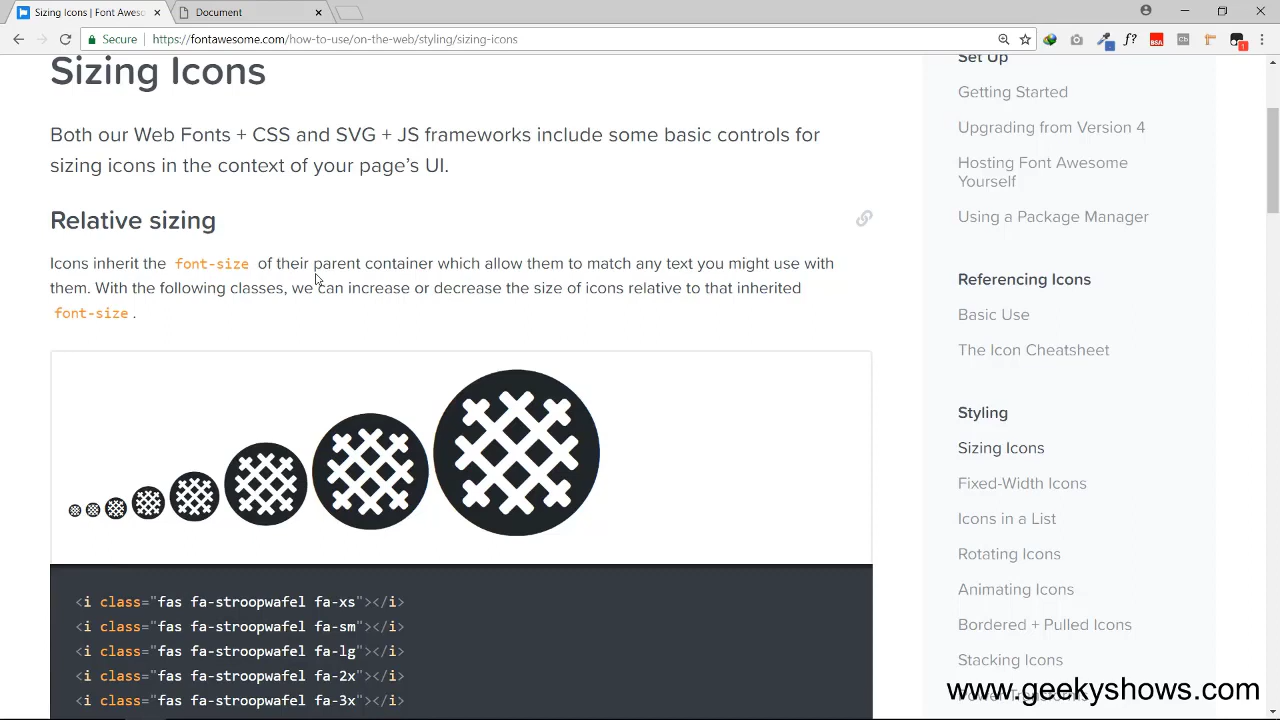 Sizing Icons | Font Awesom
Document
Secure
https://fontawesome.com/how-to-use/on-the-web/styling/sizing-icons
Sizing Icons
Both our Web Fonts + CSS and SVG + JS frameworks include some basic controls for
sizing icons in the context of your page's UI.
Relative sizing
Icons inherit the font-size of their parent container which allow them to match any text you might use with
them. With the following classes, we can increase or decrease the size of icons relative to that inherited
font-size.
<i class="fas fa-stroopwafel fa-xs"></i>
<i class="fas fa-stroopwafel fa-sm"></i>
<i class="fas fa-stroopwafel fa-lg"></i>
<i class="fas fa-stroopwafel fa-2x"></i>
<i class="fas fa-stroopwafel fa-3x"></i>
Set Up
Getting Started
Upgrading from Version 4
Hosting Font Awesome
Yourself
Using a Package Manager
Referencing Icons
Basic Use
The Icon Cheatsheet
Styling
Sizing Icons
Fixed-Width Icons
Icons in a List
Rotating Icons
Animating Icons
Bordered + Pulled Icons
Stacking Icons
www.geekyshows.com